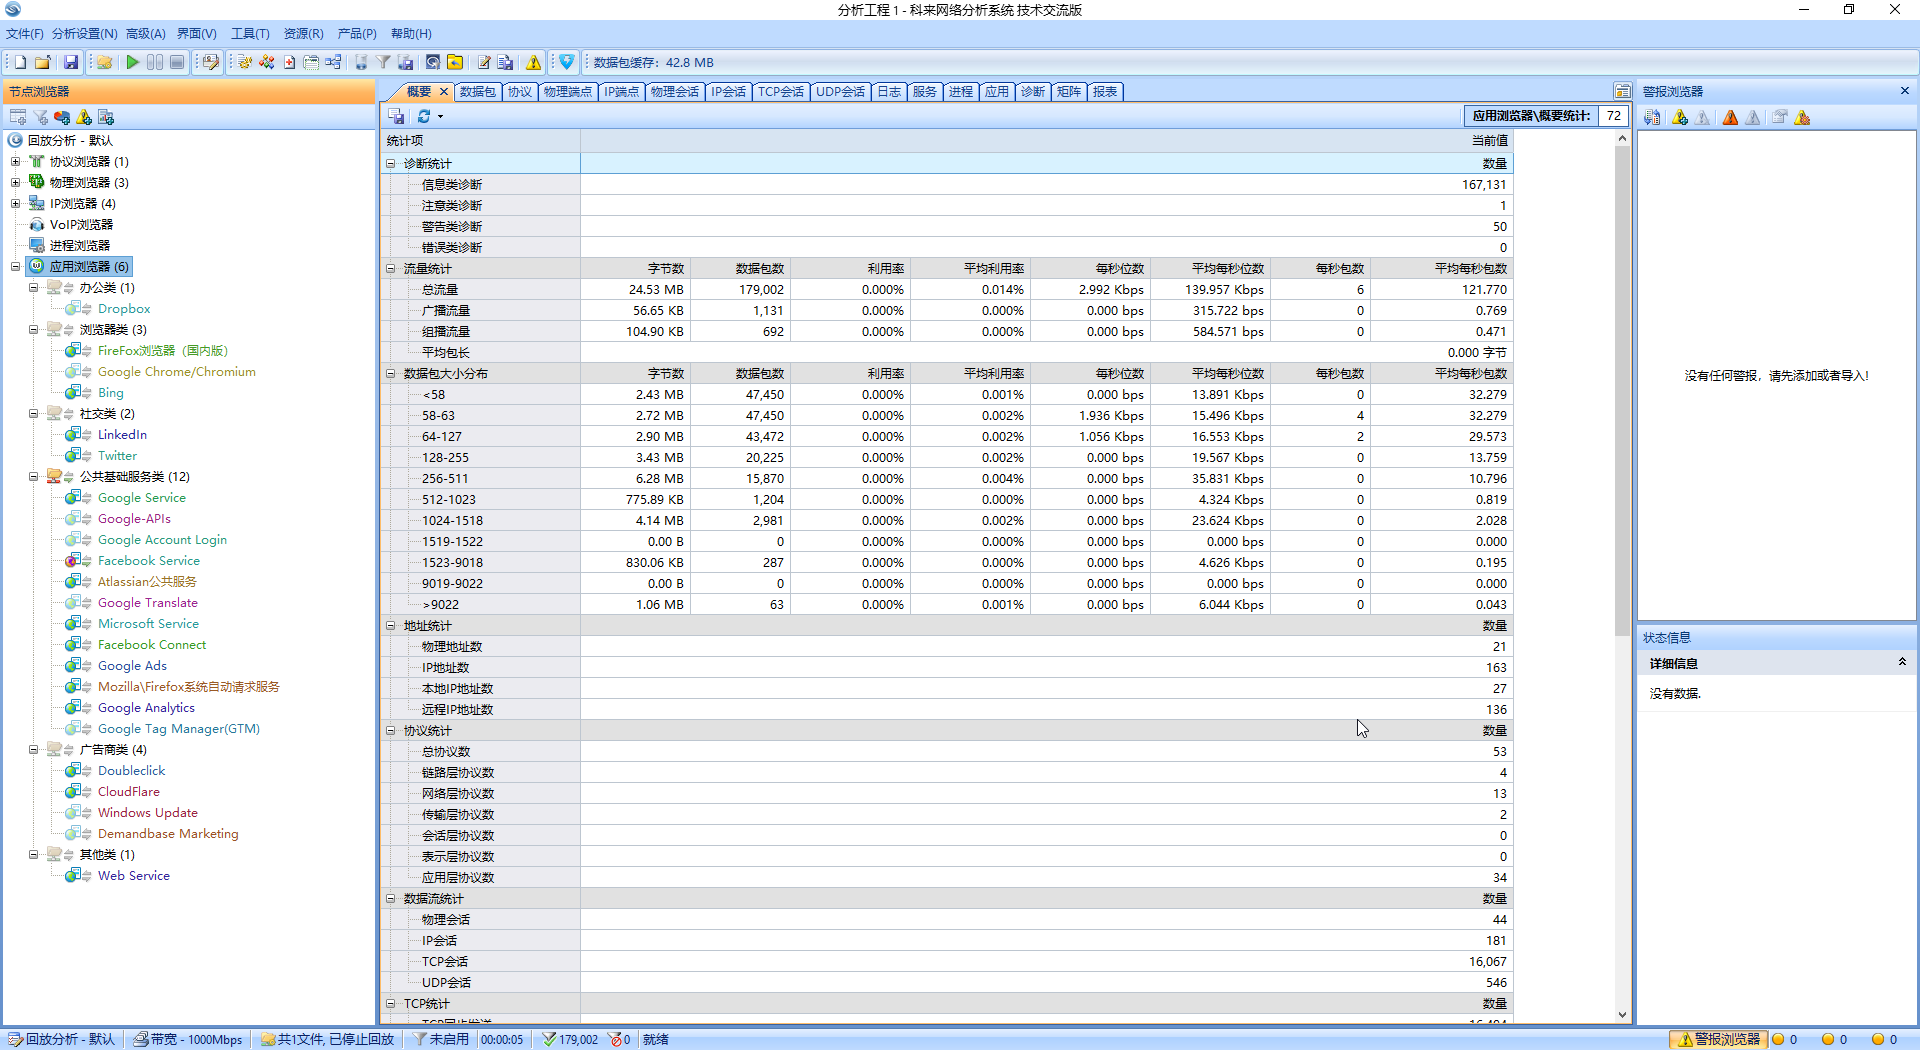 分析工程 1 - 科来网络分析系统 技术交流版
文件(F) 分析设置(N) 高级(A) 界面(V) 工具(T) 资源(R) 产品(P) 帮助(H)
数据包缓存: 42.8 MB
节点浏览器
回放分析 - 默认
协议浏览器 (1)
物理浏览器 (3)
IP浏览器 (4)
VoIP浏览器
进程浏览器
应用浏览器 (6)
办公类 (1)
Dropbox
浏览器类 (3)
FireFox浏览器（国内版）
Google Chrome/Chromium
Bing
社交类 (2)
LinkedIn
Twitter
公共基础服务类 (12)
Google Service
Google-APIs
Google Account Login
Facebook Service
Atlassian公共服务
Google Translate
Microsoft Service
Facebook Connect
Google Ads
Mozilla\Firefox系统自动请求服务
Google Analytics
Google Tag Manager(GTM)
广告商类 (4)
Doubleclick
CloudFlare
Windows Update
Demandbase Marketing
其他类 (1)
Web Service
概要 数据包 协议 物理端点 IP端点 物理会话 IP会话 TCP会话 UDP会话 日志 服务 进程 应用 诊断 矩阵 报表
应用浏览器\概要统计: 72
统计项 当前值
诊断统计 数量
信息类诊断 167,131
注意类诊断 1
警告类诊断 50
错误类诊断 0
流量统计 字节数 数据包数 利用率 平均利用率 每秒位数 平均每秒位数 每秒包数 平均每秒包数
总流量 24.53 MB 179,002 0.000% 0.014% 2.992 Kbps 139.957 Kbps 6 121.770
广播流量 56.65 KB 1,131 0.000% 0.000% 0.000 bps 315.722 bps 0 0.769
组播流量 104.90 KB 692 0.000% 0.000% 0.000 bps 584.571 bps 0 0.471
平均包长 0.000 字节
数据包大小分布 字节数 数据包数 利用率 平均利用率 每秒位数 平均每秒位数 每秒包数 平均每秒包数
<58 2.43 MB 47,450 0.000% 0.001% 0.000 bps 13.891 Kbps 0 32.279
58-63 2.72 MB 47,450 0.000% 0.002% 1.936 Kbps 15.496 Kbps 4 32.279
64-127 2.90 MB 43,472 0.000% 0.002% 1.056 Kbps 16.553 Kbps 2 29.573
128-255 3.43 MB 20,225 0.000% 0.002% 0.000 bps 19.567 Kbps 0 13.759
256-511 6.28 MB 15,870 0.000% 0.004% 0.000 bps 35.831 Kbps 0 10.796
512-1023 775.89 KB 1,204 0.000% 0.000% 0.000 bps 4.324 Kbps 0 0.819
1024-1518 4.14 MB 2,981 0.000% 0.002% 0.000 bps 23.624 Kbps 0 2.028
1519-1522 0.00 B 0 0.000% 0.000% 0.000 bps 0.000 bps 0 0.000
1523-9018 830.06 KB 287 0.000% 0.000% 0.000 bps 4.626 Kbps 0 0.195
9019-9022 0.00 B 0 0.000% 0.000% 0.000 bps 0.000 bps 0 0.000
>9022 1.06 MB 63 0.000% 0.001% 0.000 bps 6.044 Kbps 0 0.043
地址统计 数量
物理地址数 21
IP地址数 163
本地IP地址数 27
远程IP地址数 136
协议统计 数量
总协议数 53
链路层协议数 4
网络层协议数 13
传输层协议数 2
会话层协议数 0
表示层协议数 0
应用层协议数 34
数据流统计 数量
物理会话 44
IP会话 181
TCP会话 16,067
UDP会话 546
TCP统计 数量
警报浏览器
没有任何警报，请先添加或者导入!
状态信息
详细信息
没有数据.
回放分析 - 默认 带宽 - 1000Mbps 共1文件, 已停止回放 未启用 00:00:05 179,002 0 就绪 警报浏览器 0 0 0